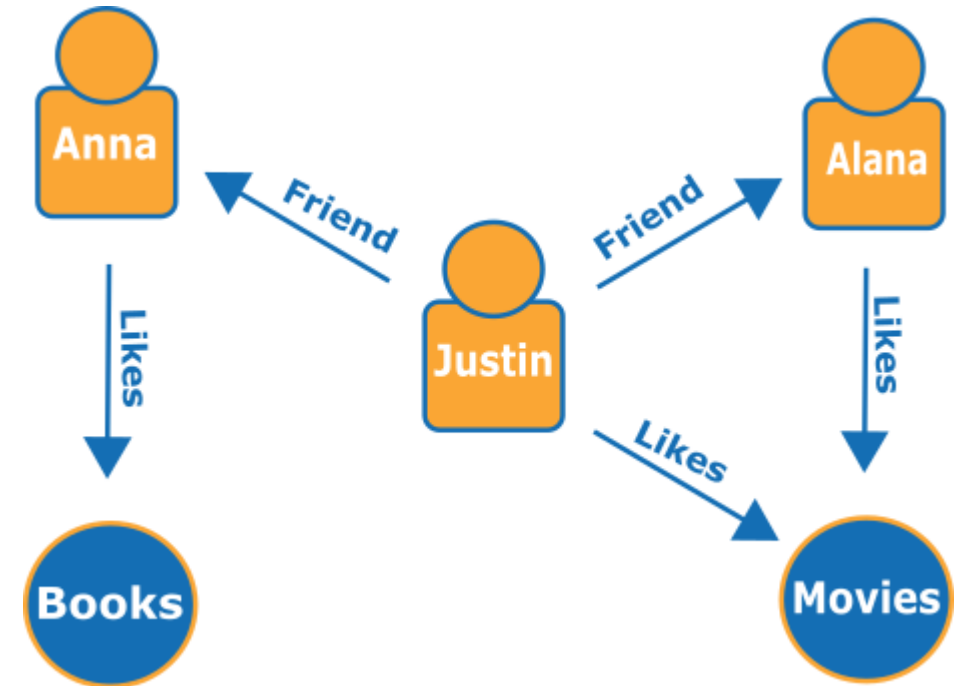 Anna
Alana
Friend
Friend
Justin
Likes
Likes
Likes
Books
Movies